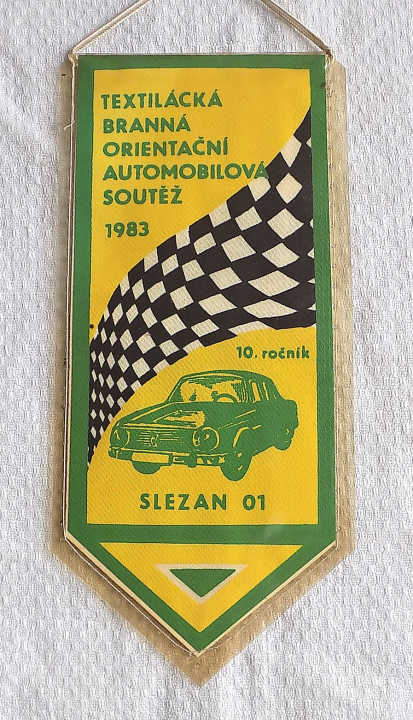 TEXTILÁCKÁ
BRANNÁ
ORIENTAČNÍ
AUTOMOBILOVÁ
SOUTĚŽ
1983
10. ročník
SLEZAN 01